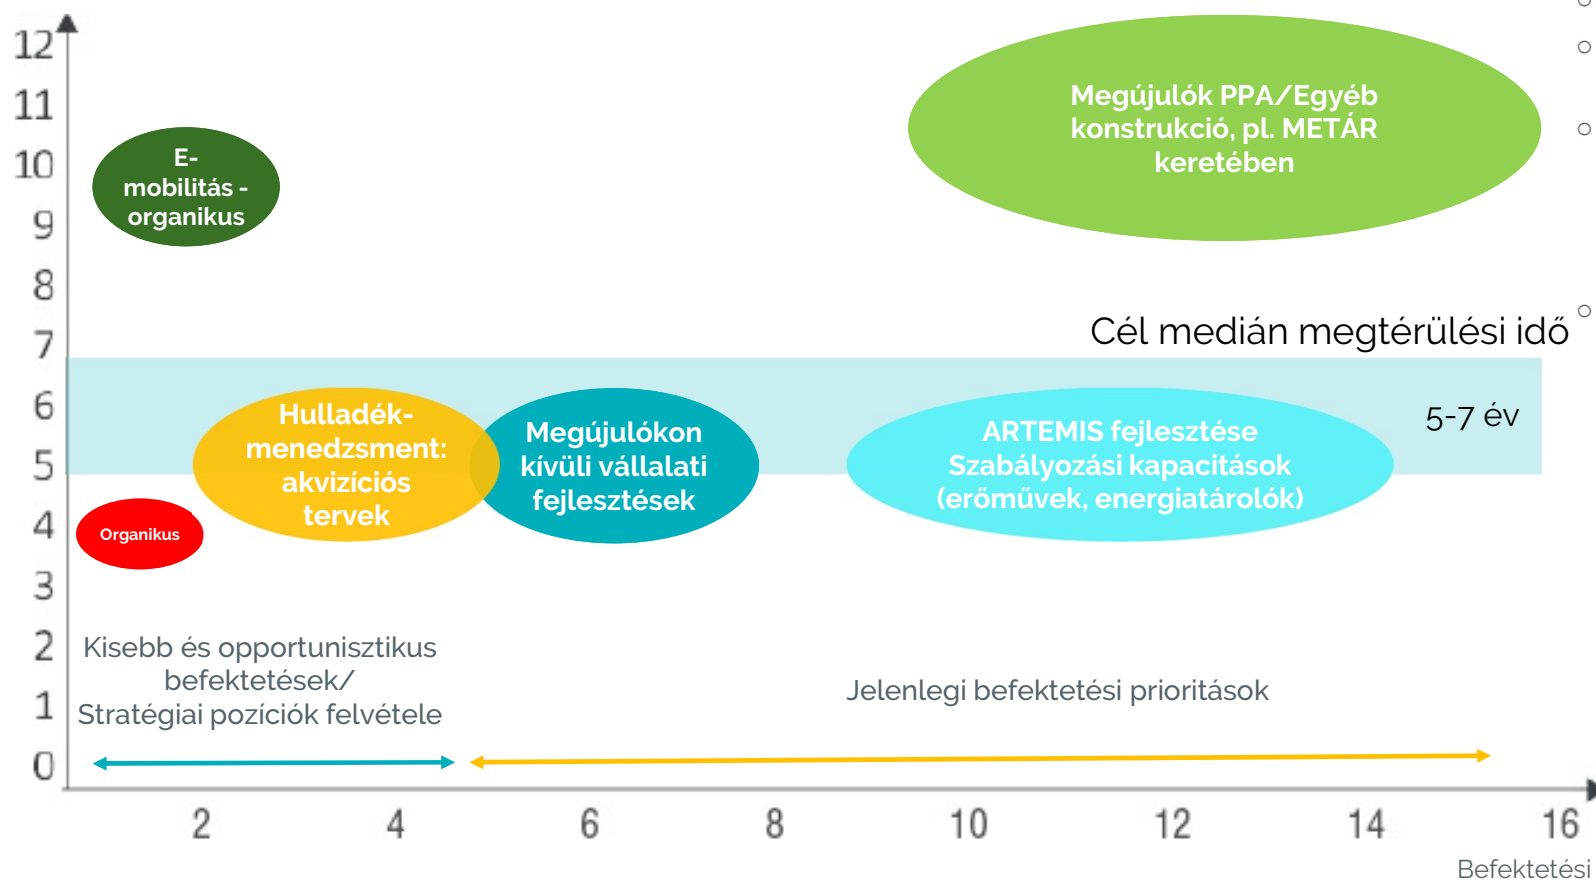 12
11
10
9
8
7
6
5
4
3
2
1
0
E-
mobilitás -
organikus
Megújulók PPA/Egyéb
konstrukció, pl. METÁR
keretében
Cél medián megtérülési idő
5-7 év
Hulladék-
menedzsment:
akvizíciós
tervek
Megújulókon
kívüli vállalati
fejlesztések
ARTEMIS fejlesztése
Szabályozási kapacitások
(erőművek, energiatárolók)
Organikus
Kisebb és opportunisztikus
befektetések/
Stratégiai pozíciók felvétele
Jelenlegi befektetési prioritások
2 4 6 8 10 12 14 16
Befektetési